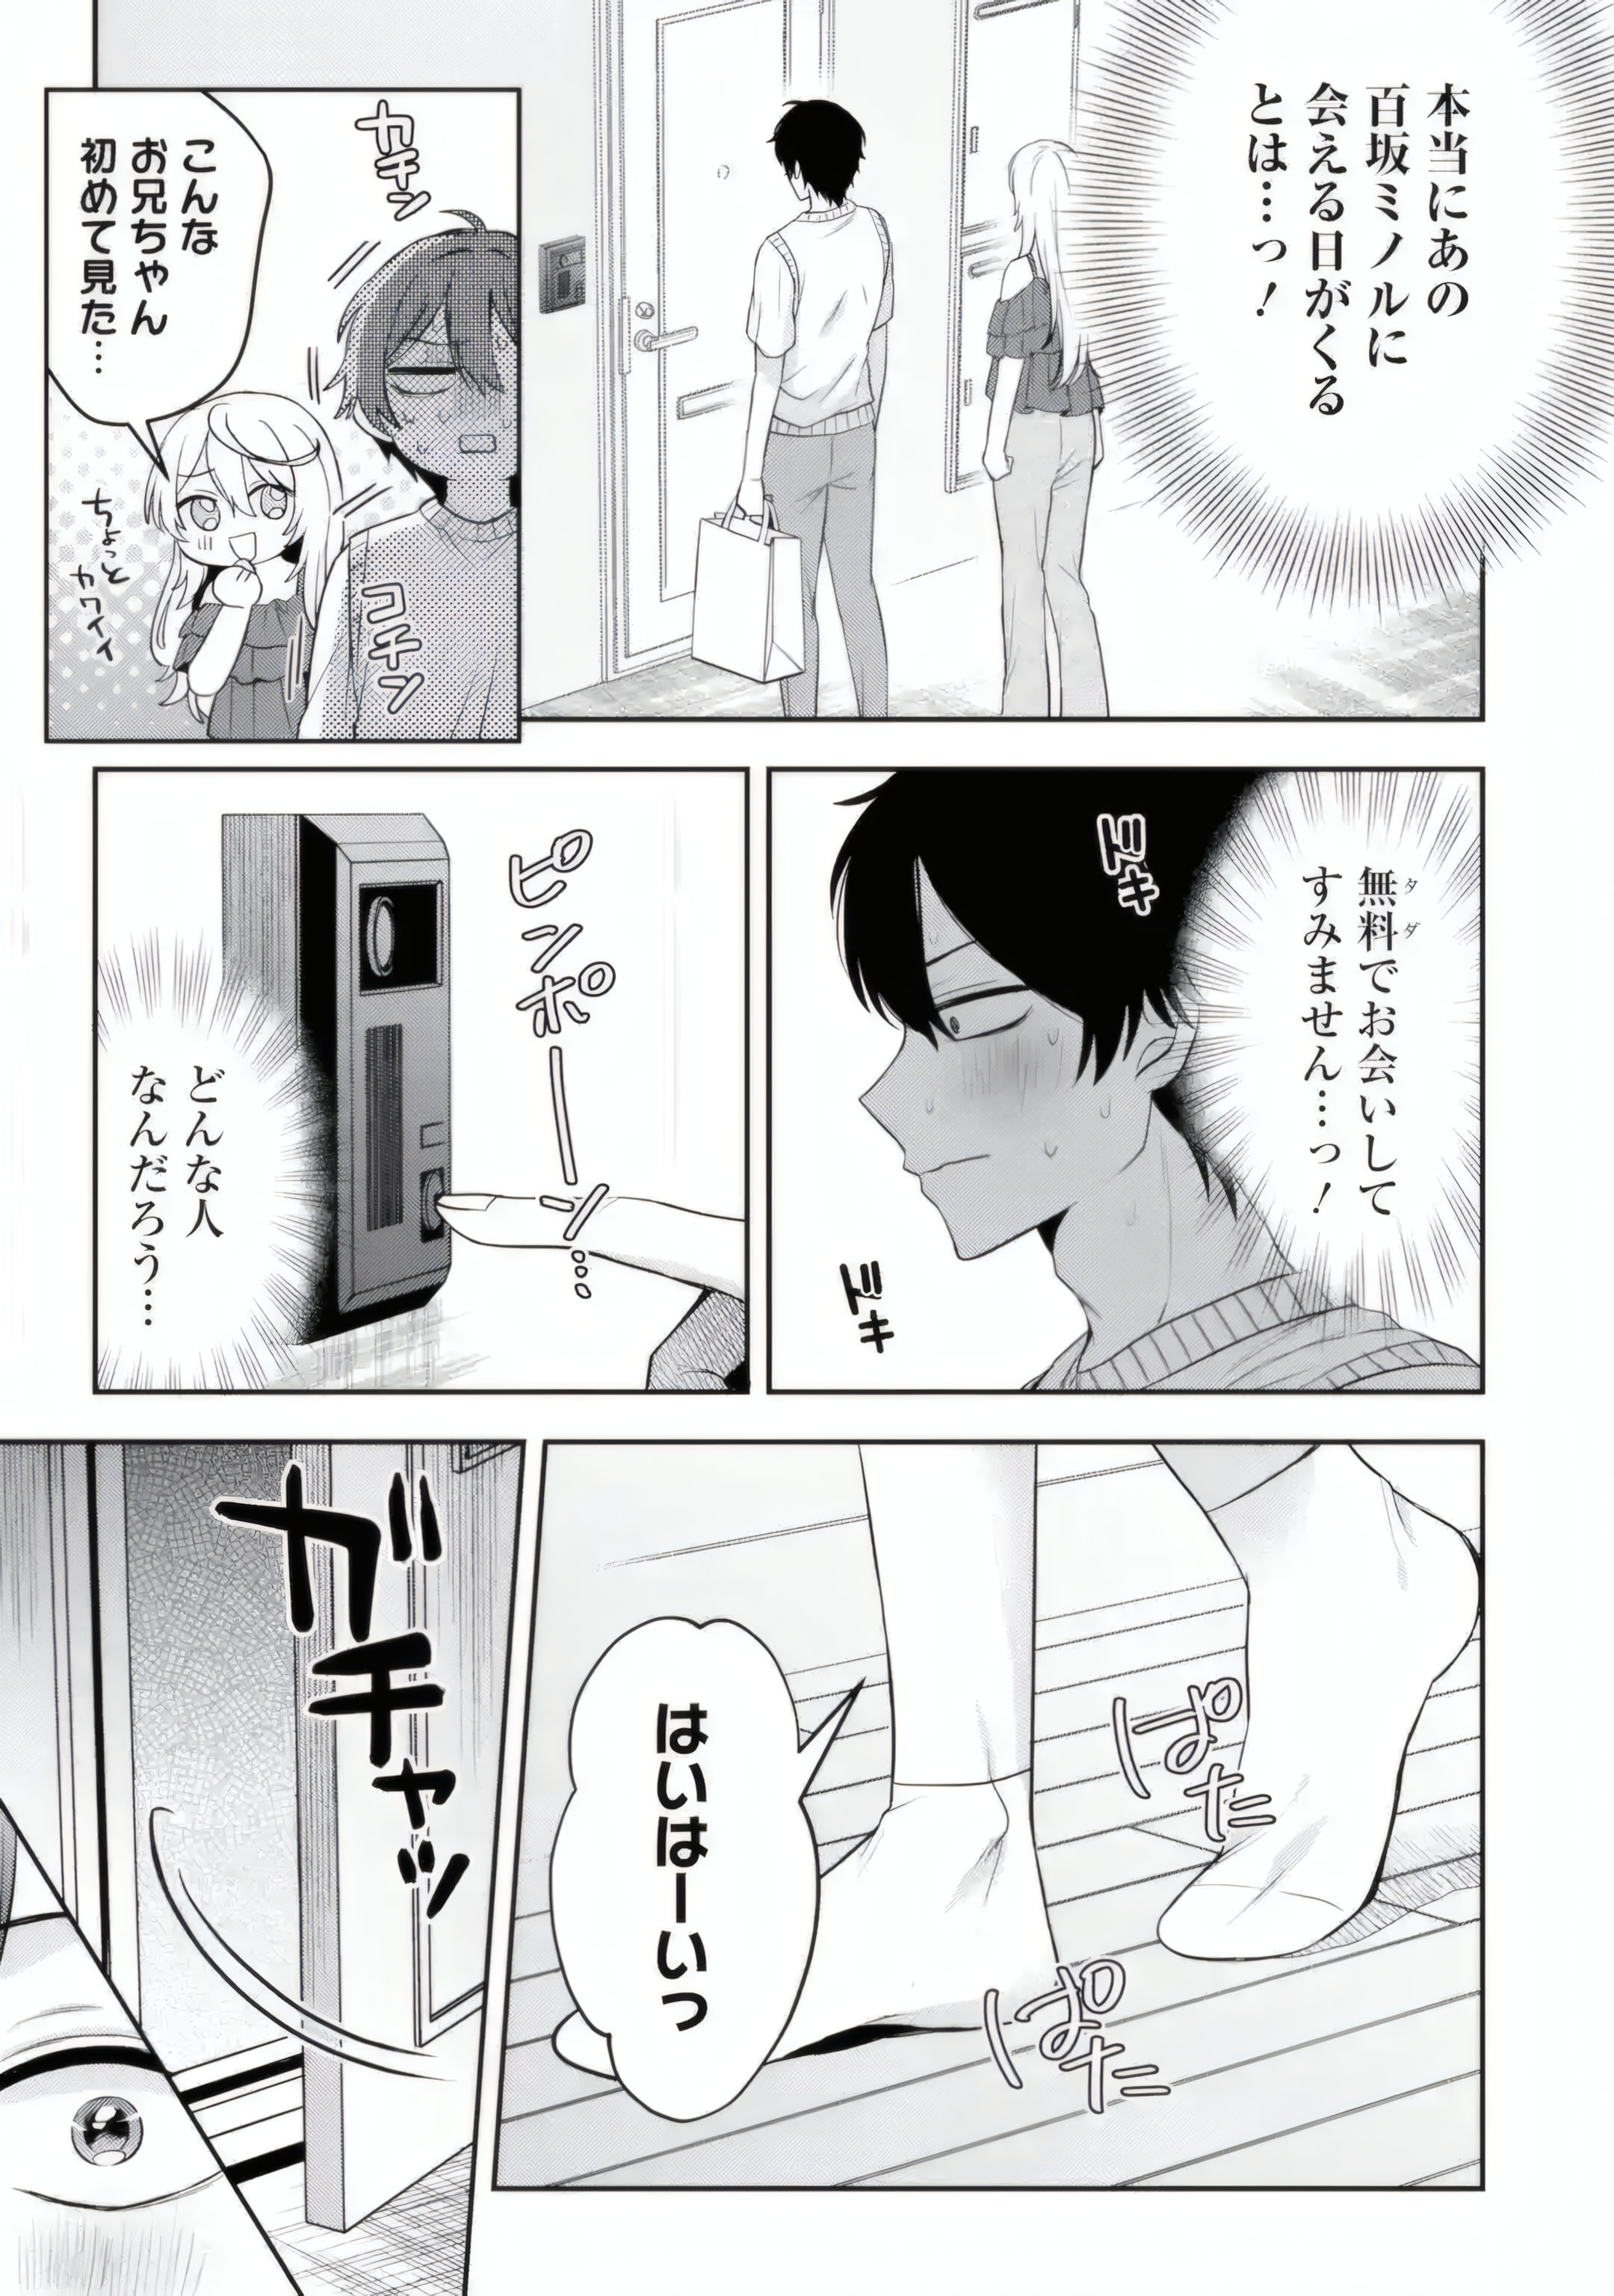 本当にあの
百坂ミノルに
会える日がくる
とは…っ！
カチン
こんな
お兄ちゃん
初めて見た…
ちょっと
カワイイ
コチン
無料でお会いして
タダ
すみません…っ！
ドキ
ドキ
ピンポーン…
どんな人
なんだろう…
ぱた
ぱた
はいはーいっ
ガチャッ